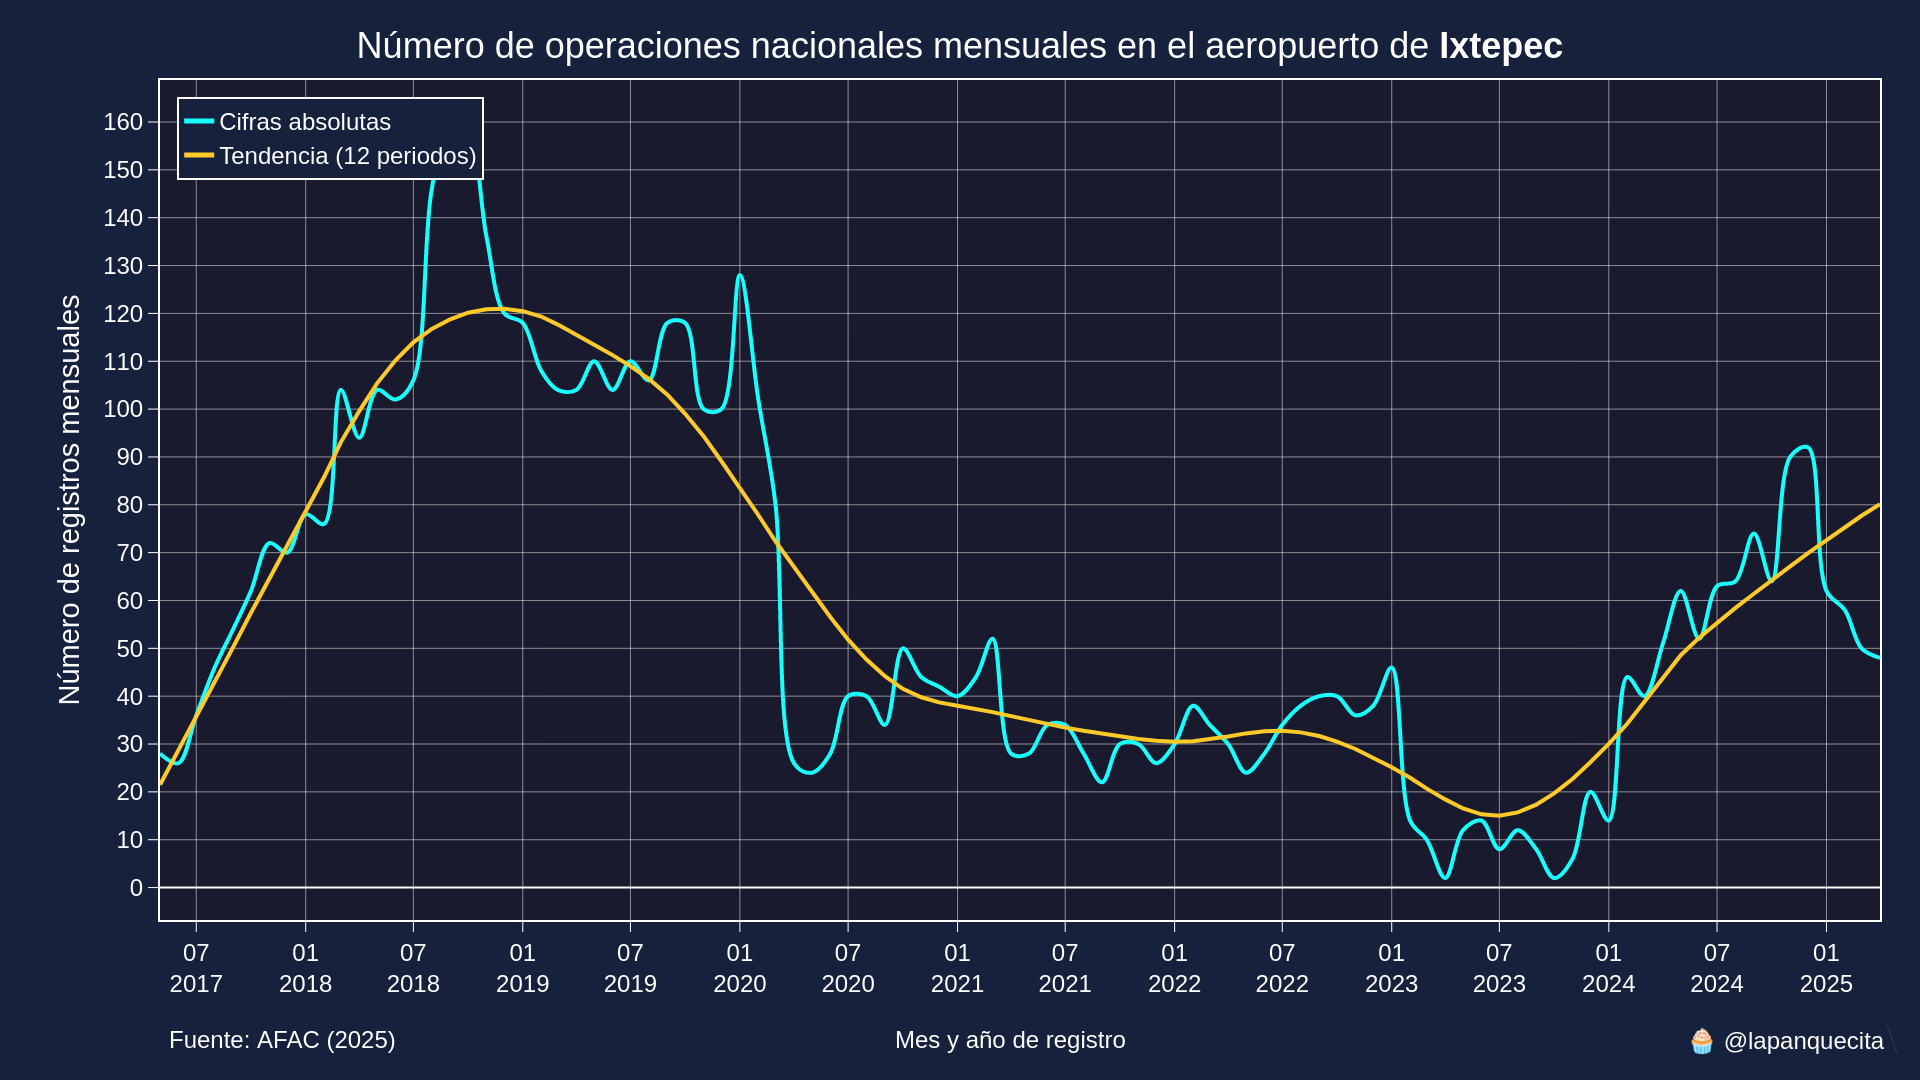 Número de operaciones nacionales mensuales en el aeropuerto de Ixtepec
Cifras absolutas
Tendencia (12 periodos)
Número de registros mensuales
160
150
140
130
120
110
100
90
80
70
60
50
40
30
20
10
0
07 01 07 01 07 01 07 01 07 01 07 01 07 01 07 01
2017 2018 2018 2019 2019 2020 2020 2021 2021 2022 2022 2023 2023 2024 2024 2025
Fuente: AFAC (2025) Mes y año de registro 🧁 @lapanquecita